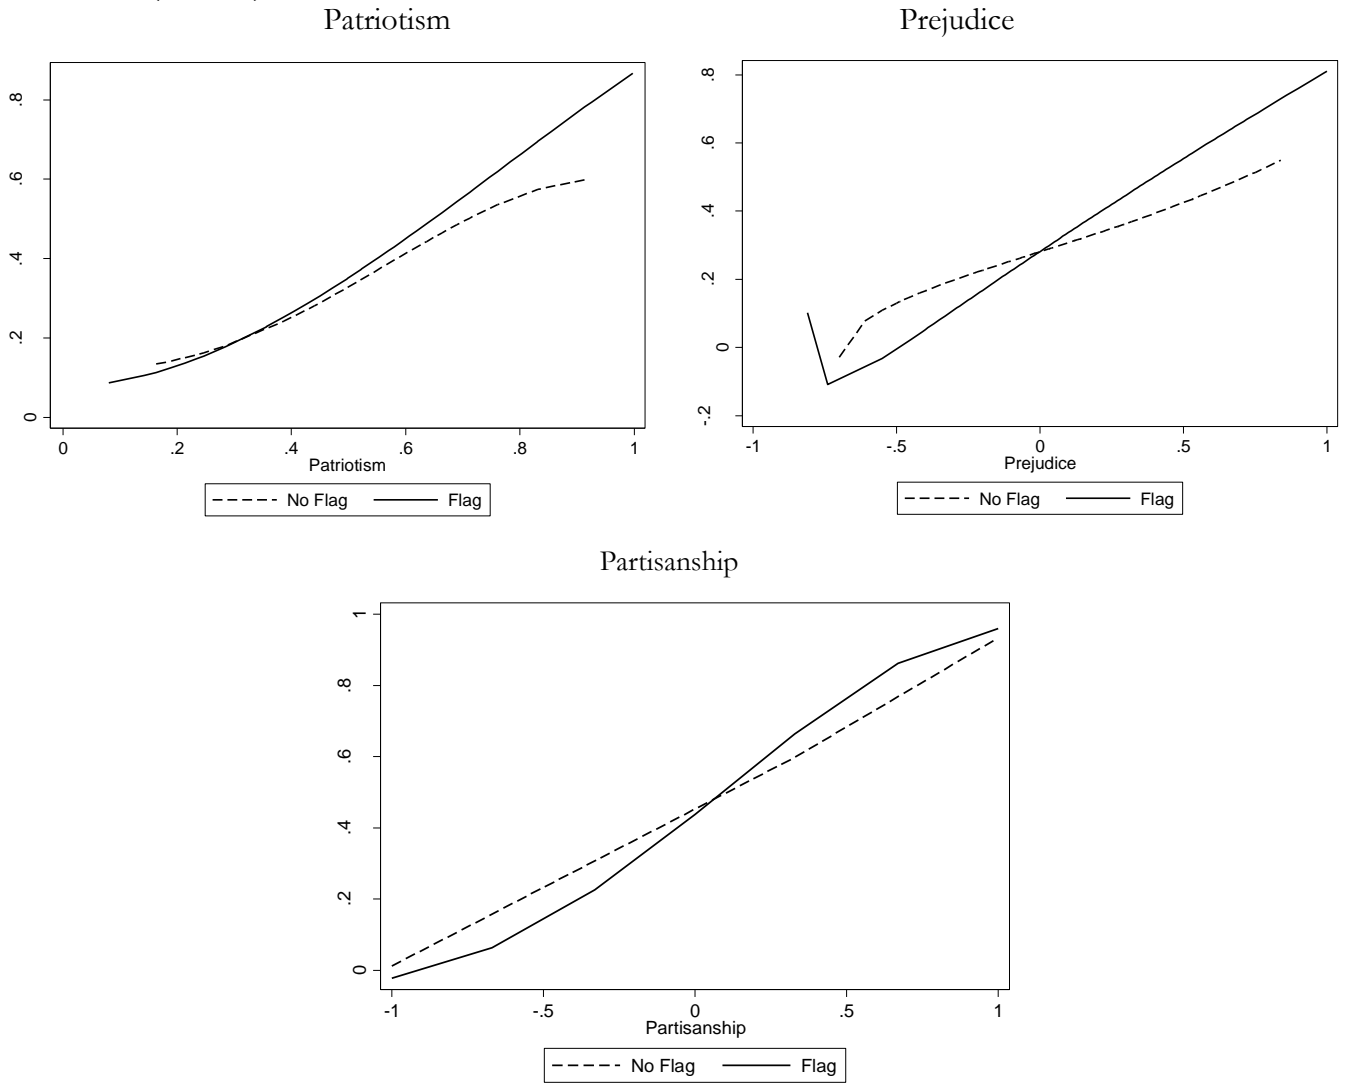 Patriotism
Prejudice
.8
.6
.4
.2
0
0 .2 .4 .6 .8 1
Patriotism
No Flag Flag
.8
.6
.4
.2
0
-.2
-1 -.5 0 .5 1
Prejudice
No Flag Flag
Partisanship
1
.8
.6
.4
.2
0
-1 -.5 0 .5 1
Partisanship
No Flag Flag